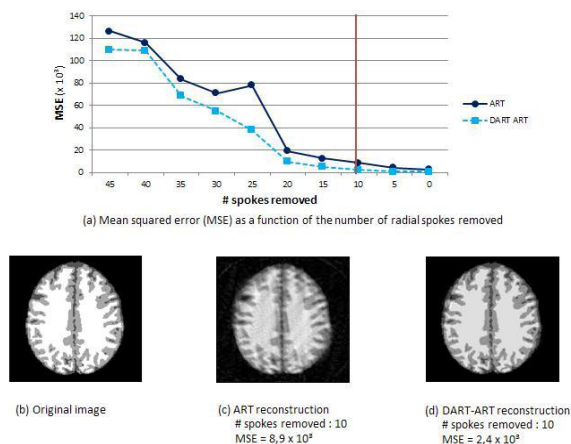 140
120
100
80
60
40
20
0
MSE (x 10³)
45 40 35 30 25 20 15 10 5 0
# spokes removed
ART
DART ART
(a) Mean squared error (MSE) as a function of the number of radial spokes removed
(b) Original image
(c) ART reconstruction
# spokes removed : 10
MSE = 8,9 x 10³
(d) DART-ART reconstruction
# spokes removed : 10
MSE = 2,4 x 10³